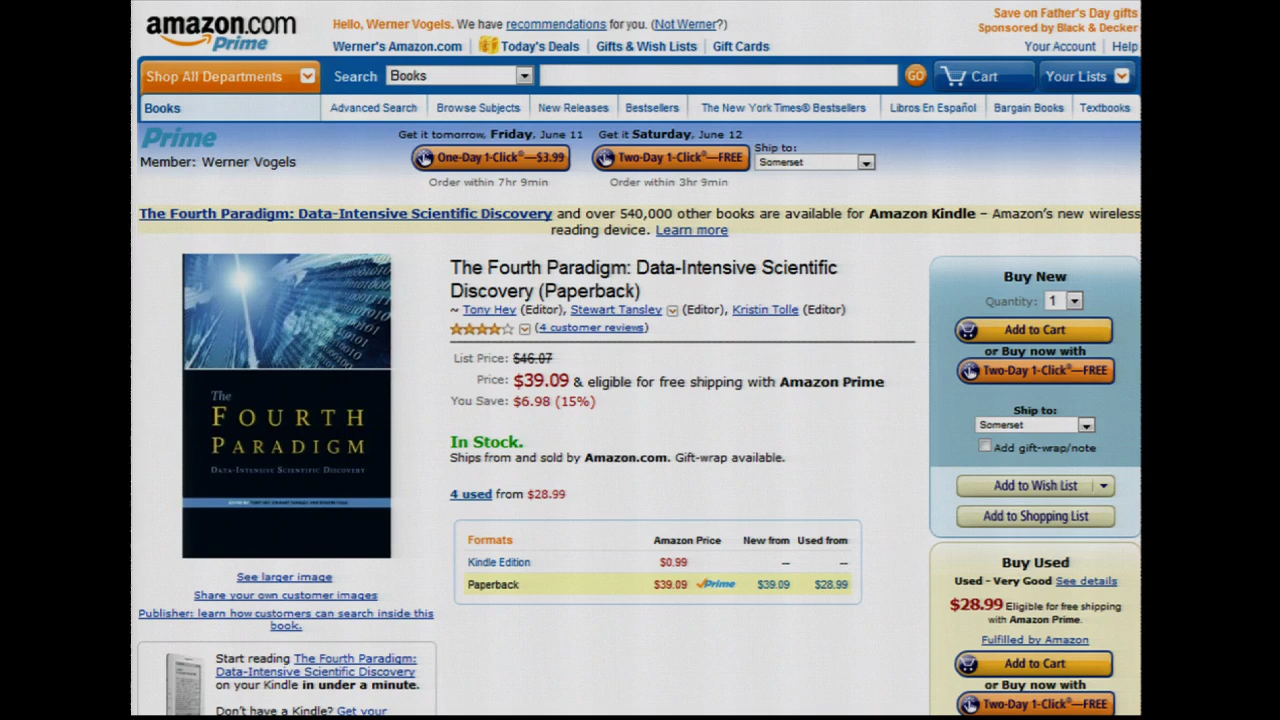 amazon.com
Prime
Hello, Werner Vogels. We have recommendations for you. (Not Werner?)
Save on Father's Day gifts
Sponsored by Black & Decker
Werner's Amazon.com | Today's Deals | Gifts & Wish Lists | Gift Cards
Your Account | Help
Shop All Departments
Search Books
GO
Cart
Your Lists
Books
Advanced Search
Browse Subjects
New Releases
Bestsellers
The New York Times® Bestsellers
Libros En Español
Bargain Books
Textbooks
Prime
Member: Werner Vogels
Get it tomorrow, Friday, June 11
One-Day 1-Click®—$3.99
Order within 7hr 9min
Get it Saturday, June 12
Two-Day 1-Click®—FREE
Order within 3hr 9min
Ship to:
Somerset
The Fourth Paradigm: Data-Intensive Scientific Discovery and over 540,000 other books are available for Amazon Kindle – Amazon's new wireless
reading device. Learn more
The
FOURTH
PARADIGM
DATA-INTENSIVE SCIENTIFIC DISCOVERY
See larger image
Share your own customer images
Publisher: learn how customers can search inside this
book.
Start reading The Fourth Paradigm:
Data-Intensive Scientific Discovery
on your Kindle in under a minute.
Don't have a Kindle? Get your
The Fourth Paradigm: Data-Intensive Scientific
Discovery (Paperback)
~ Tony Hey (Editor), Stewart Tansley (Editor), Kristin Tolle (Editor)
(4 customer reviews)
List Price: $46.07
Price: $39.09 & eligible for free shipping with Amazon Prime
You Save: $6.98 (15%)
In Stock.
Ships from and sold by Amazon.com. Gift-wrap available.
4 used from $28.99
Formats Amazon Price New from Used from
Kindle Edition $0.99 -- --
Paperback $39.09 Prime $39.09 $28.99
Buy New
Quantity: 1
Add to Cart
or Buy now with
Two-Day 1-Click®—FREE
Ship to:
Somerset
Add gift-wrap/note
Add to Wish List
Add to Shopping List
Buy Used
Used - Very Good See details
$28.99 Eligible for free shipping
with Amazon Prime.
Fulfilled by Amazon
Add to Cart
or Buy now with
Two-Day 1-Click®—FREE